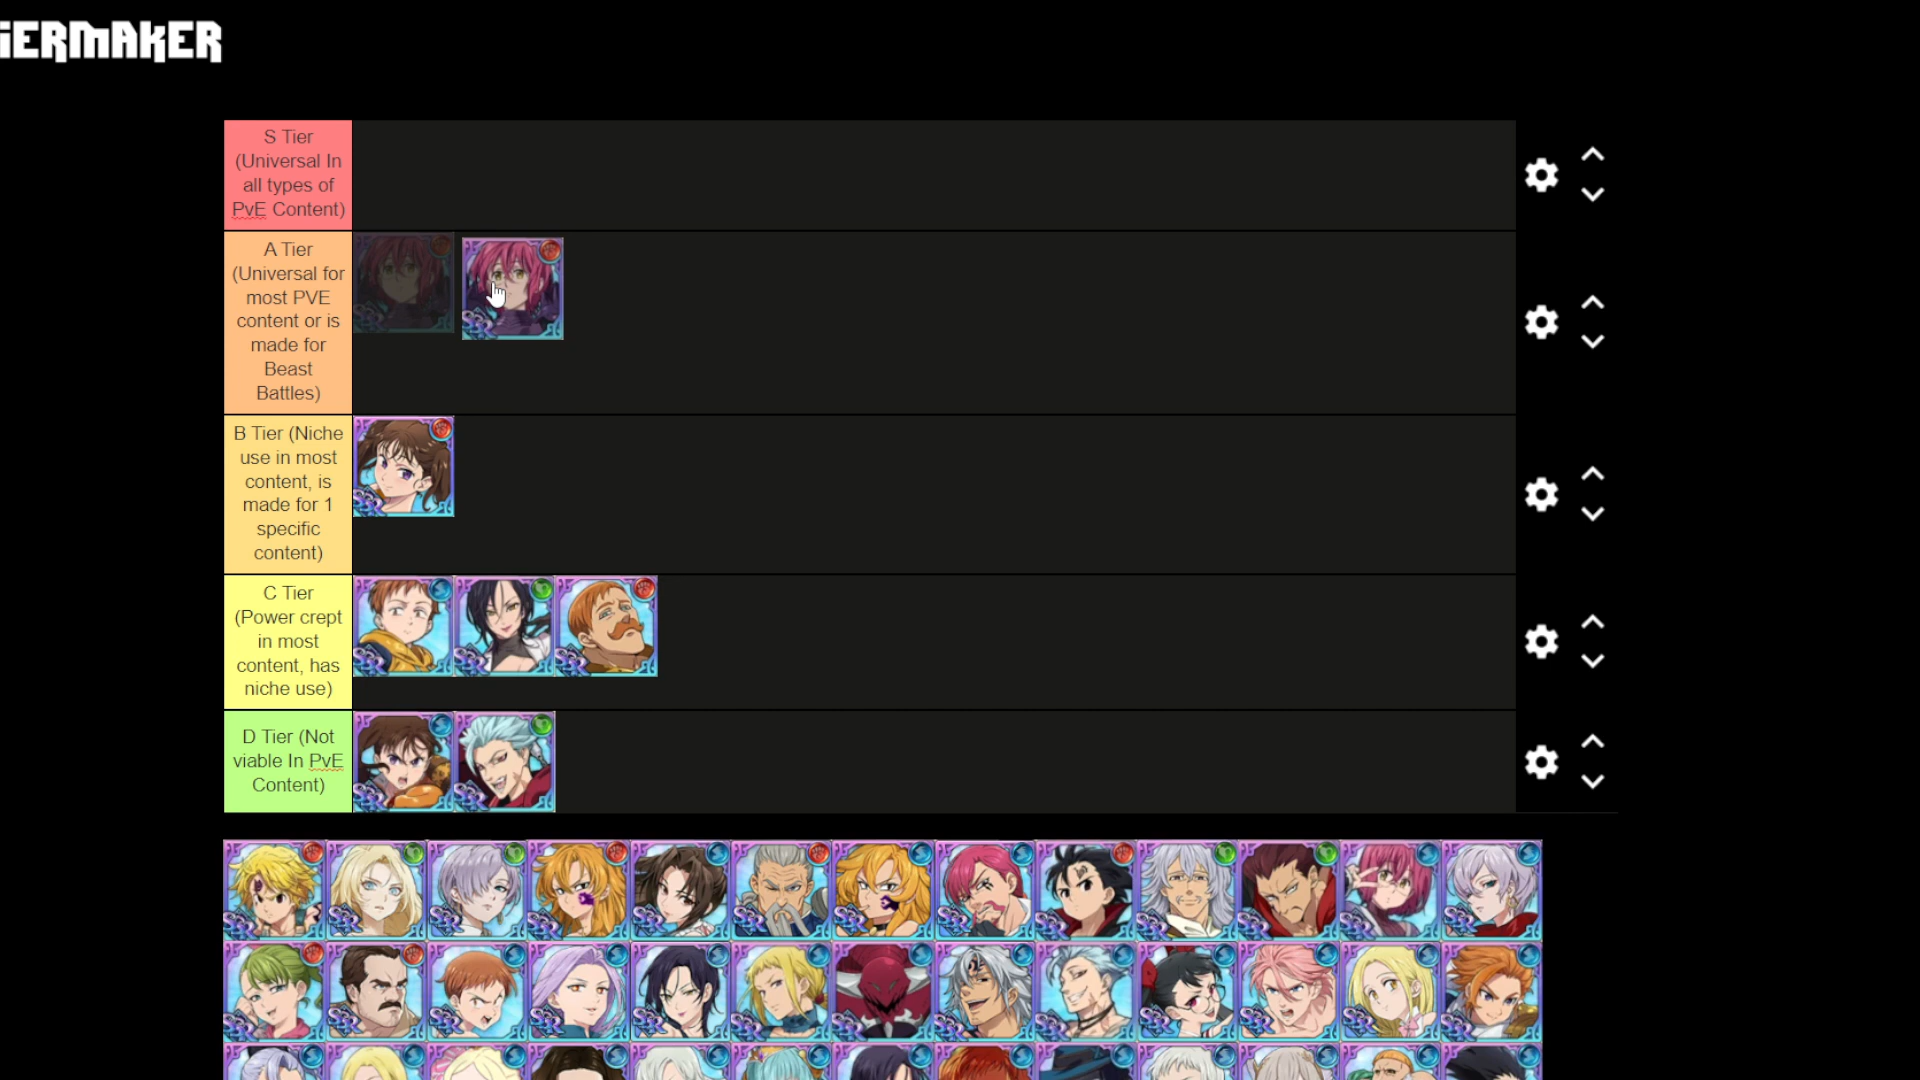 IERMAKER
S Tier
(Universal In
all types of
PvE Content)
A Tier
(Universal for
most PVE
content or is
made for
Beast
Battles)
B Tier (Niche
use in most
content, is
made for 1
specific
content)
C Tier
(Power crept
in most
content, has
niche use)
D Tier (Not
viable In PvE
Content)